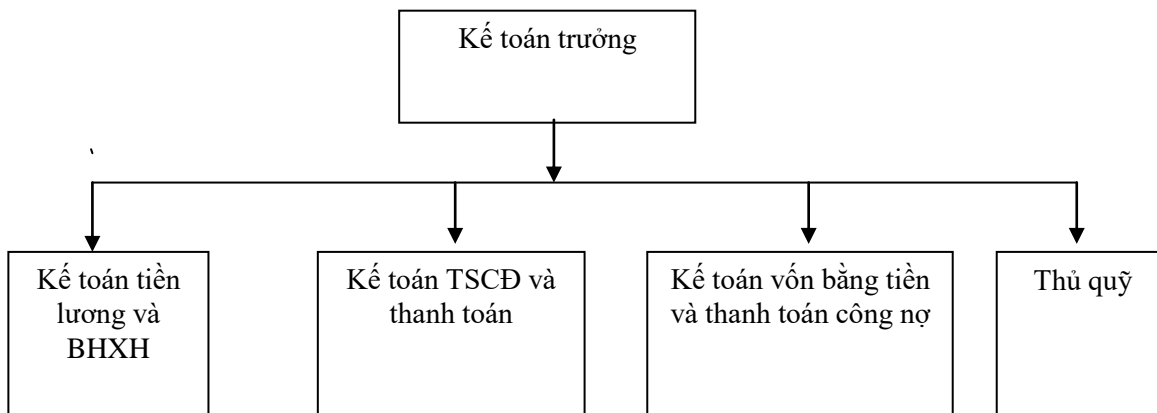 Kế toán trưởng
Kế toán tiền
lương và
BHXH
Kế toán TSCĐ và
thanh toán
Kế toán vốn bằng tiền
và thanh toán công nợ
Thủ quỹ